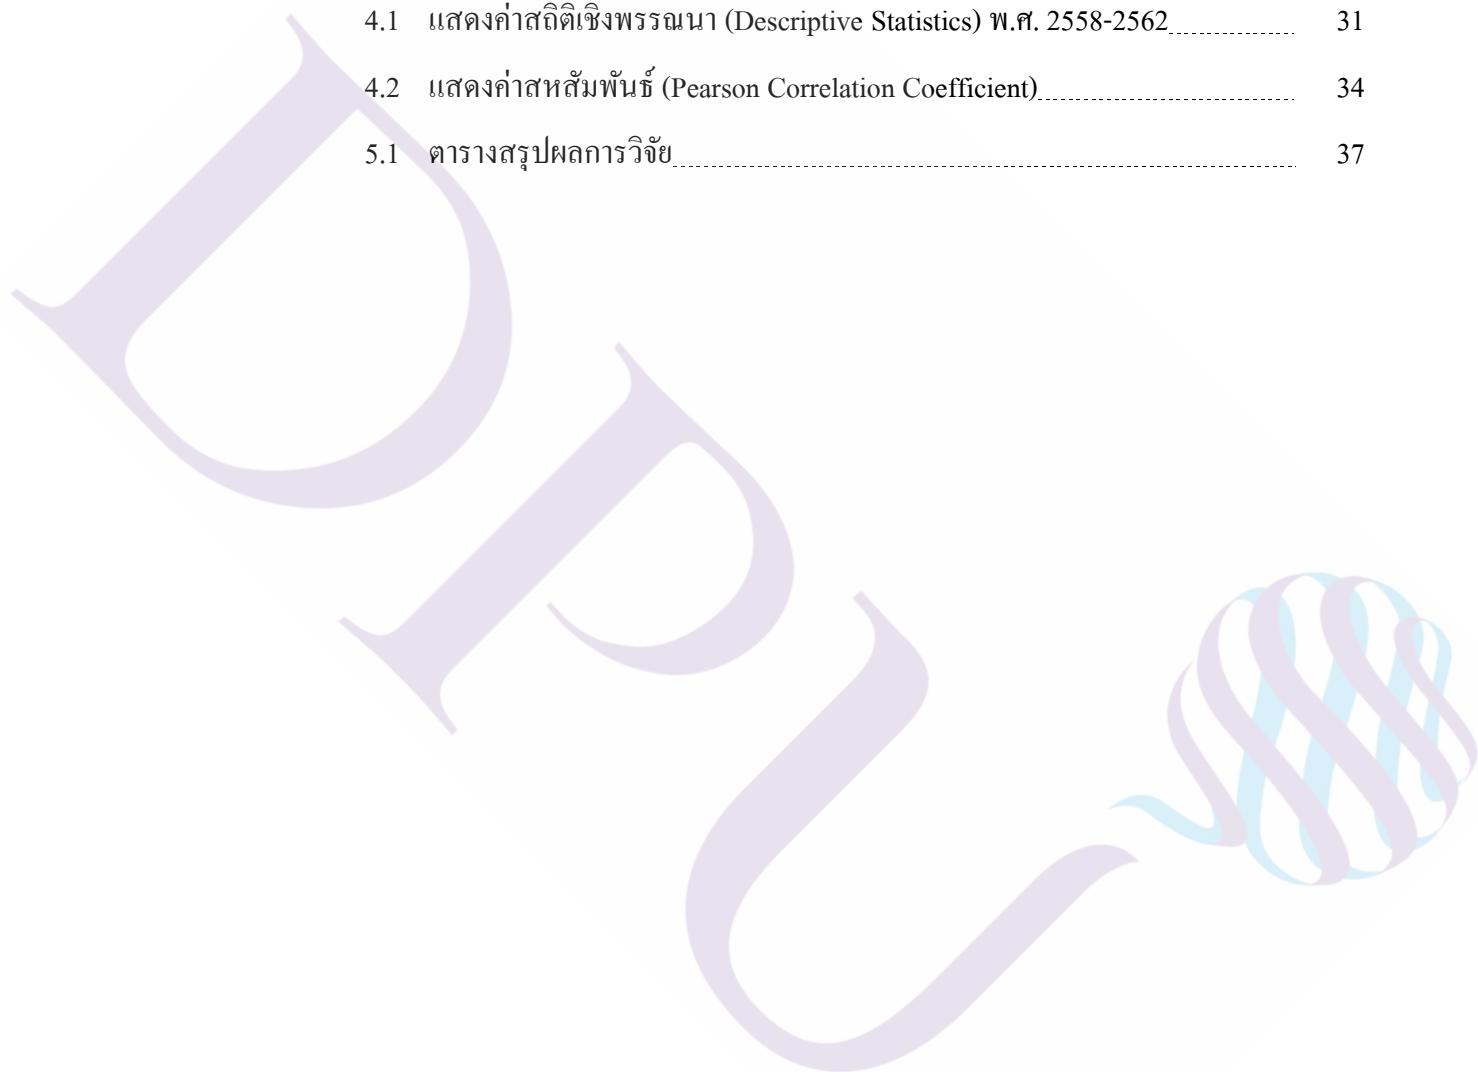 4.1 แสดงค่าสถิติเชิงพรรณนา (Descriptive Statistics) พ.ศ. 2558-2562 31
4.2 แสดงค่าสหสัมพันธ์ (Pearson Correlation Coefficient) 34
5.1 ตารางสรุปผลการวิจัย 37
DPU